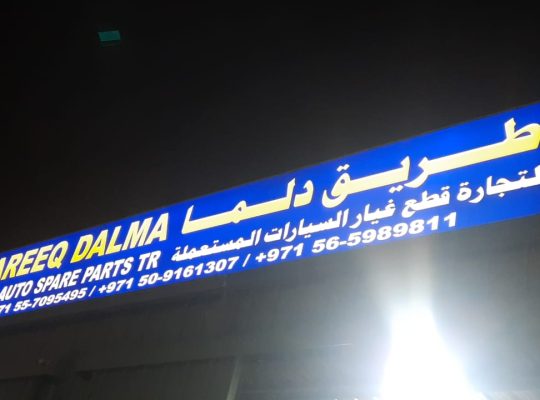 طريق دلما
AREEQ DALMA
لتجارة قطع غيار السيارات المستعملة
AUTO SPARE PARTS TR
71 55-7095495 / +971 50-9161307 / +971 56-5989811